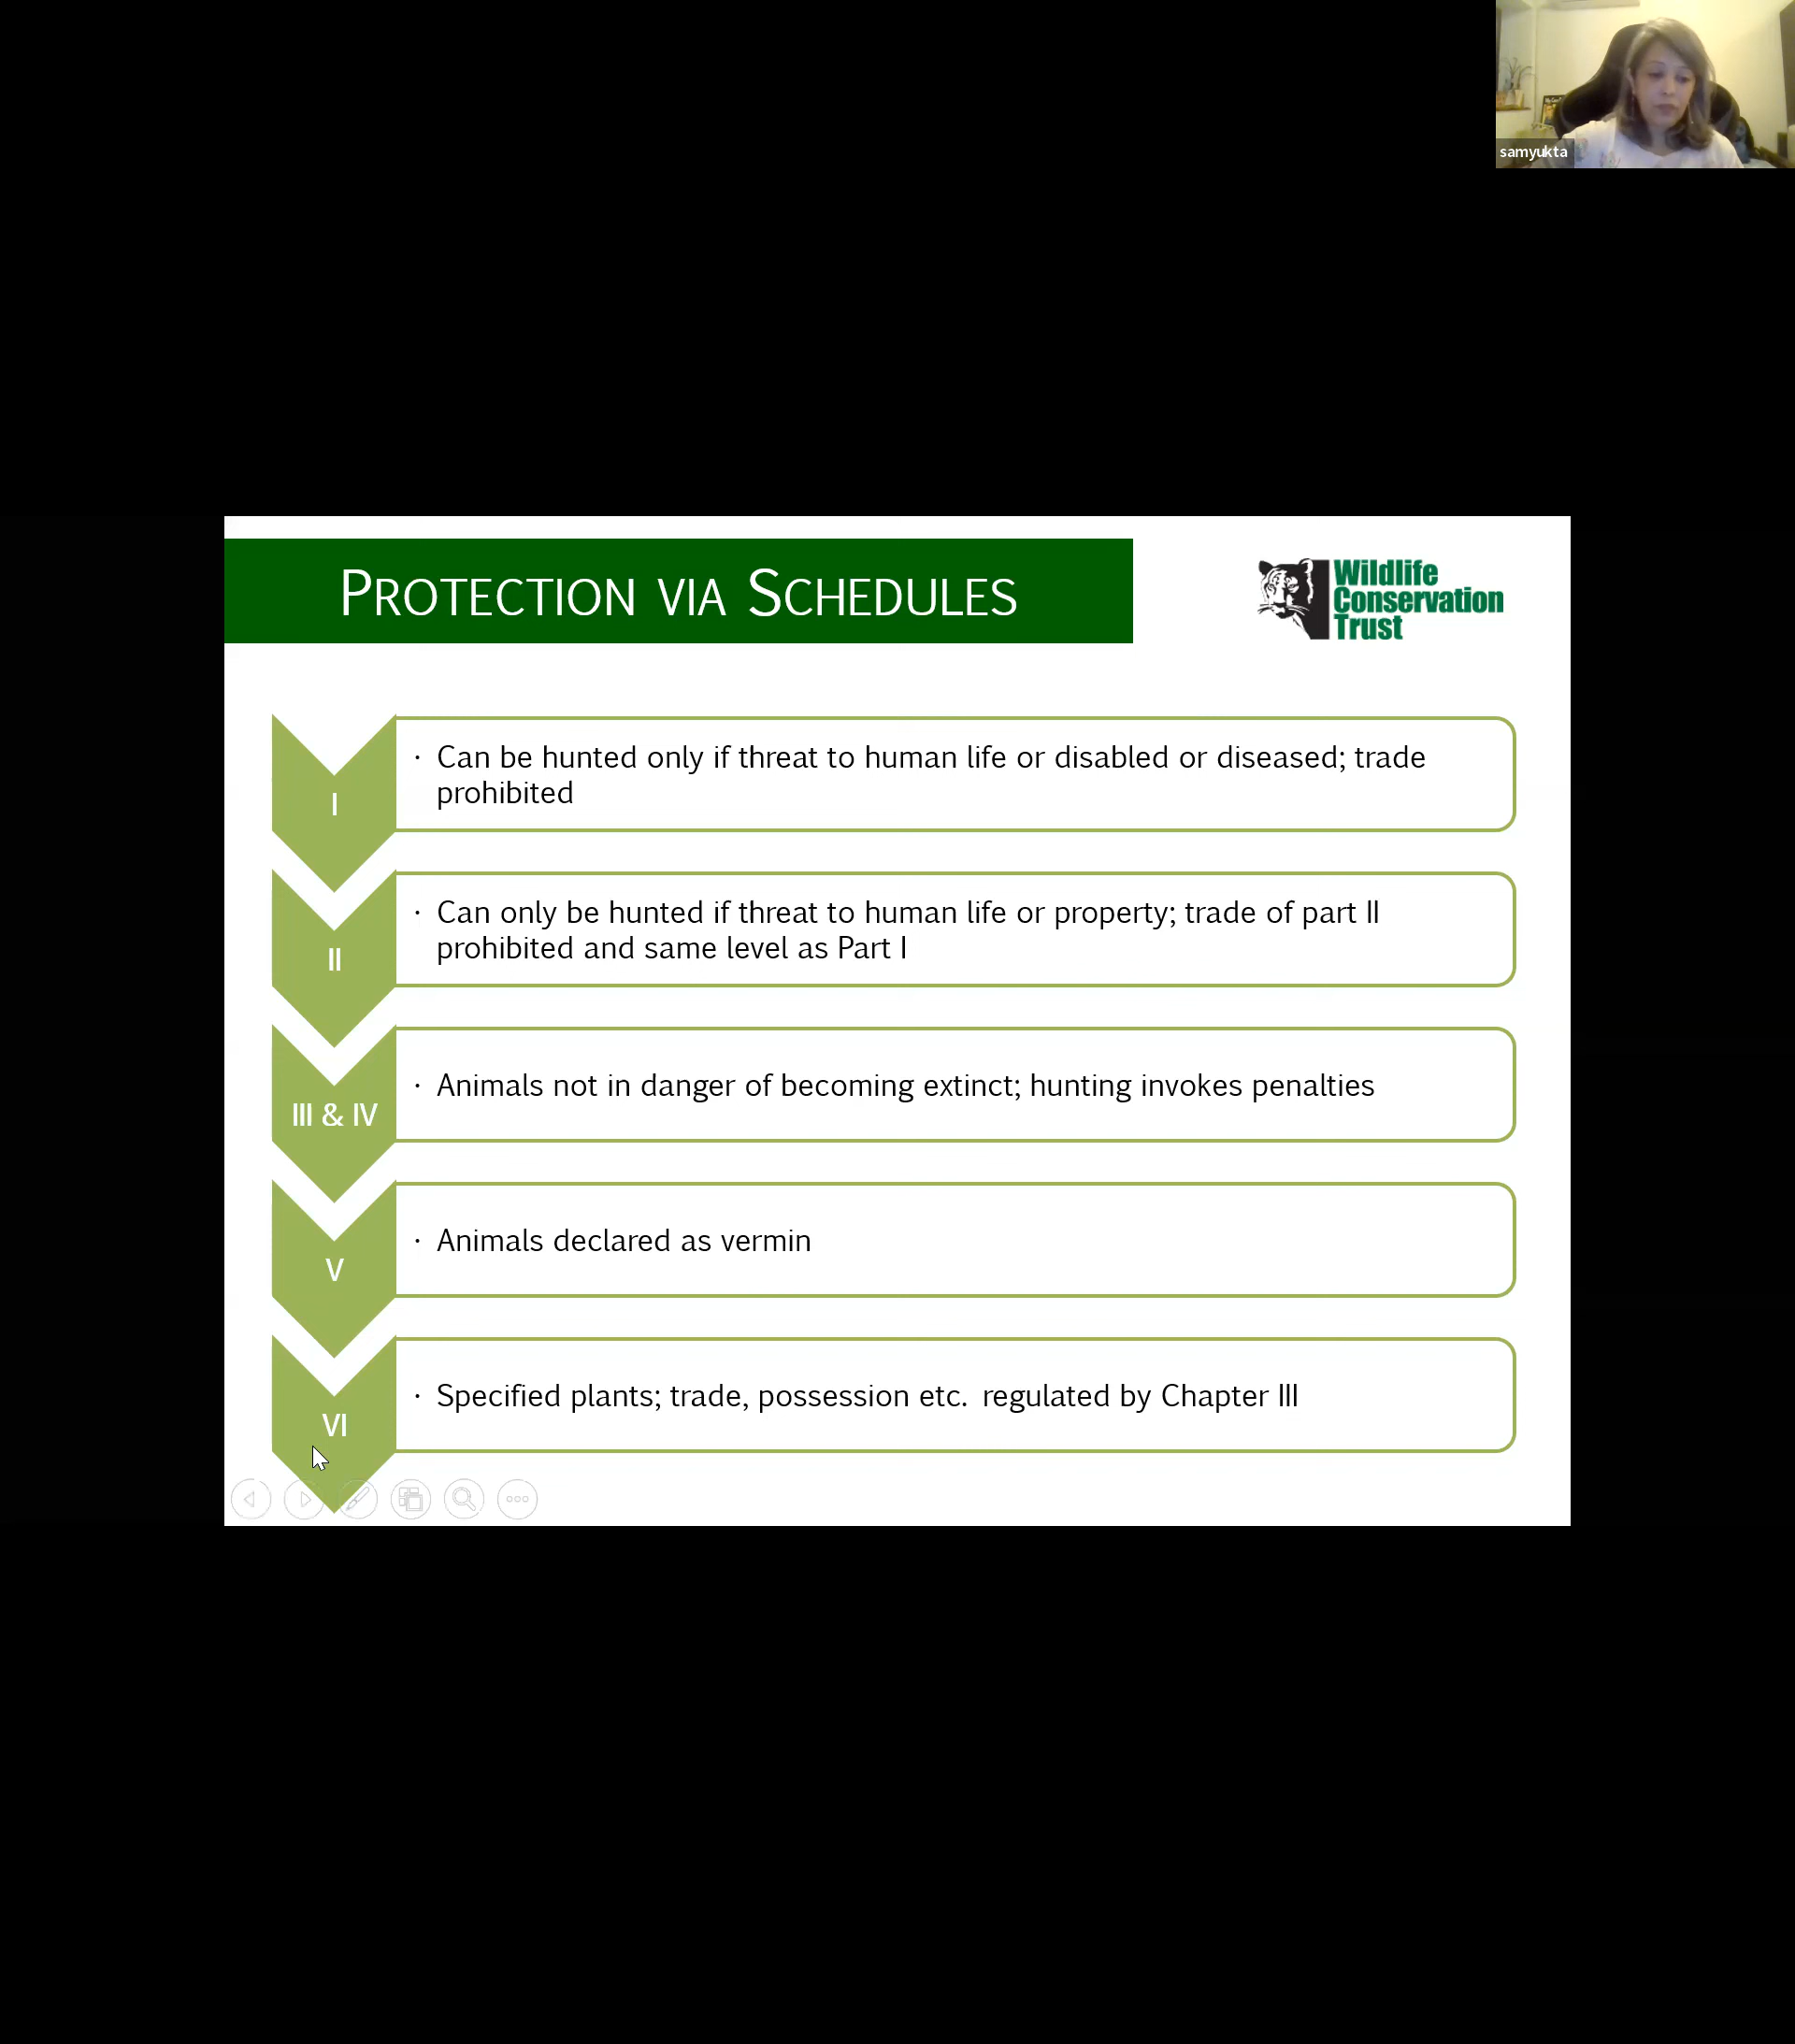 samyukta
PROTECTION VIA SCHEDULES
Wildlife
Conservation
Trust
I
· Can be hunted only if threat to human life or disabled or diseased; trade
prohibited
II
· Can only be hunted if threat to human life or property; trade of part II
prohibited and same level as Part I
III & IV
· Animals not in danger of becoming extinct; hunting invokes penalties
V
· Animals declared as vermin
VI
· Specified plants; trade, possession etc. regulated by Chapter III